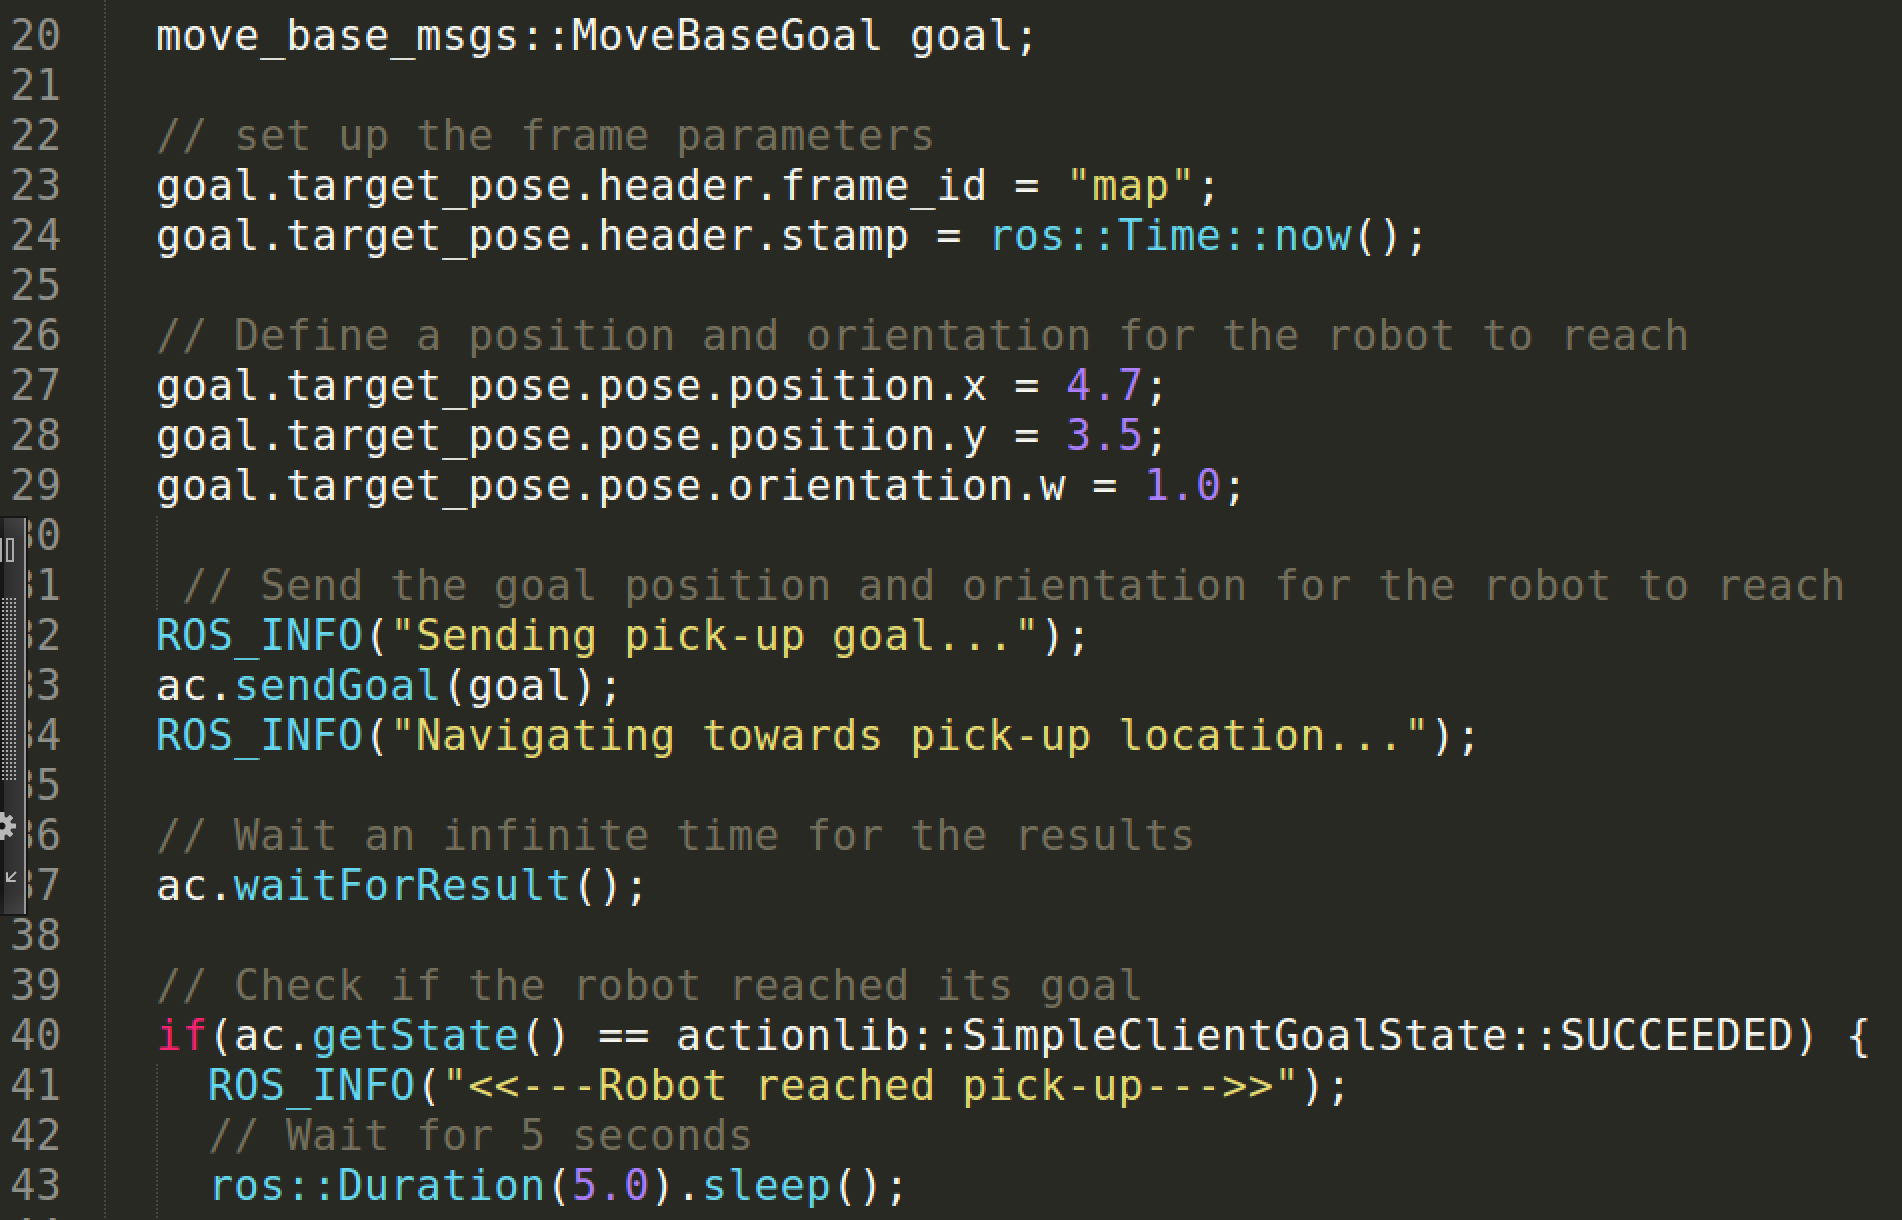 20 move_base_msgs::MoveBaseGoal goal;
21
22 // set up the frame parameters
23 goal.target_pose.header.frame_id = "map";
24 goal.target_pose.header.stamp = ros::Time::now();
25
26 // Define a position and orientation for the robot to reach
27 goal.target_pose.pose.position.x = 4.7;
28 goal.target_pose.pose.position.y = 3.5;
29 goal.target_pose.pose.orientation.w = 1.0;
30
31 // Send the goal position and orientation for the robot to reach
32 ROS_INFO("Sending pick-up goal...");
33 ac.sendGoal(goal);
34 ROS_INFO("Navigating towards pick-up location...");
35
36 // Wait an infinite time for the results
37 ac.waitForResult();
38
39 // Check if the robot reached its goal
40 if(ac.getState() == actionlib::SimpleClientGoalState::SUCCEEDED) {
41 ROS_INFO("<<---Robot reached pick-up--->>");
42 // Wait for 5 seconds
43 ros::Duration(5.0).sleep();